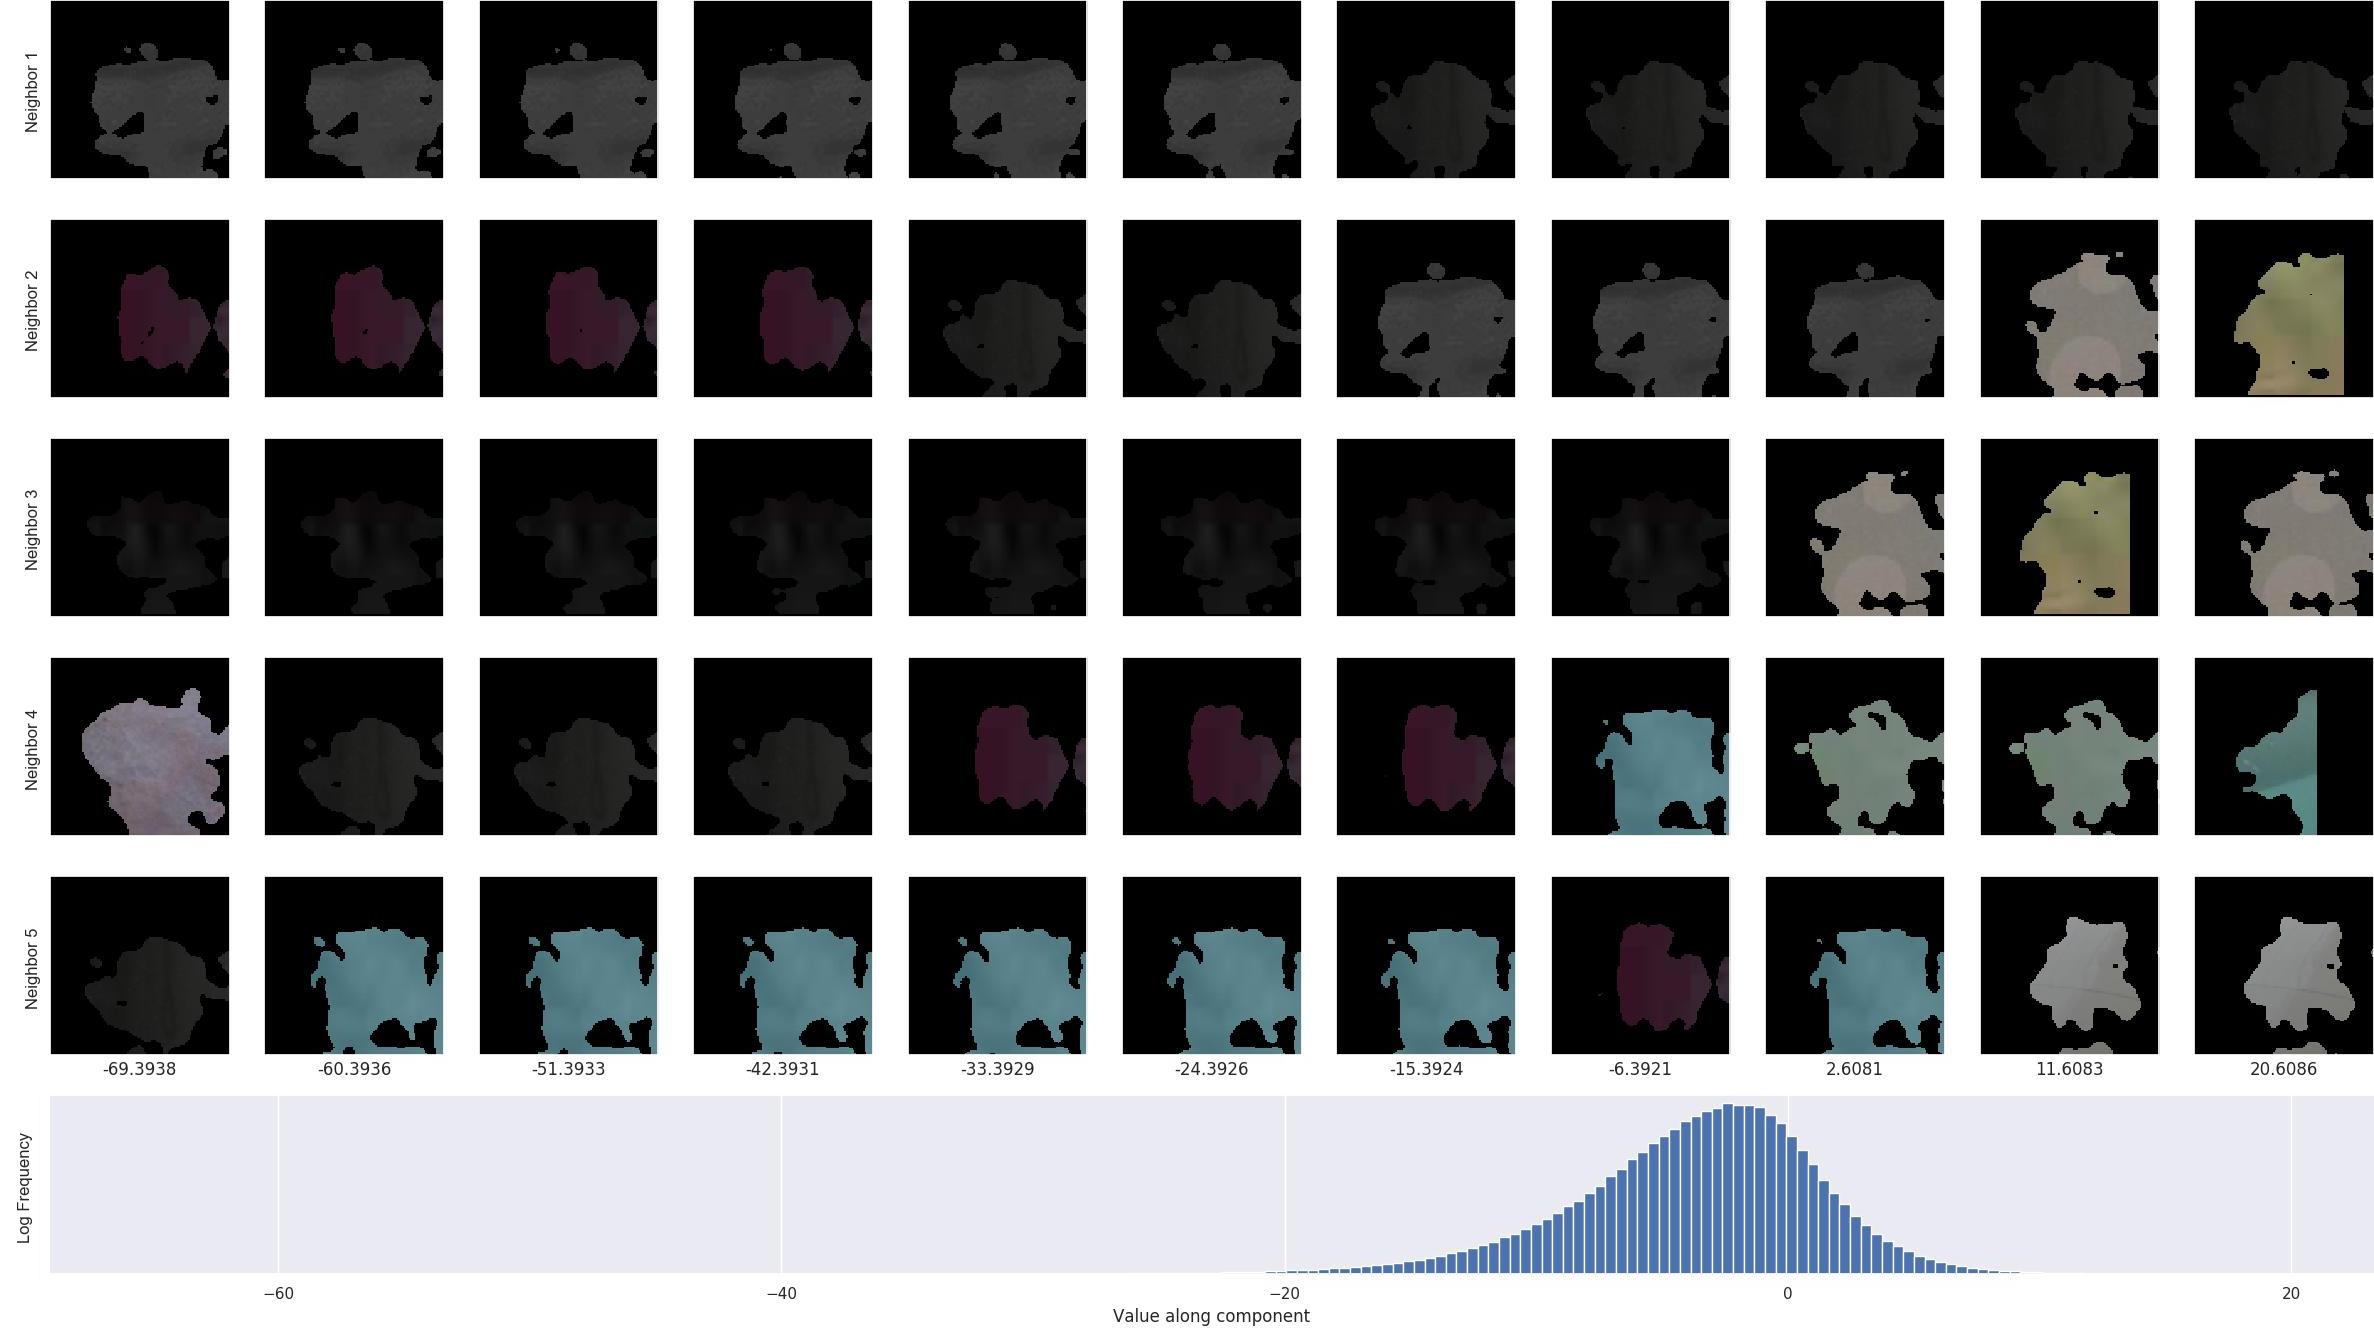 Neighbor 1
Neighbor 2
Neighbor 3
Neighbor 4
Neighbor 5
-69.3938 -60.3936 -51.3933 -42.3931 -33.3929 -24.3926 -15.3924 -6.3921 2.6081 11.6083 20.6086
Log Frequency
−60 −40 −20 0 20
Value along component